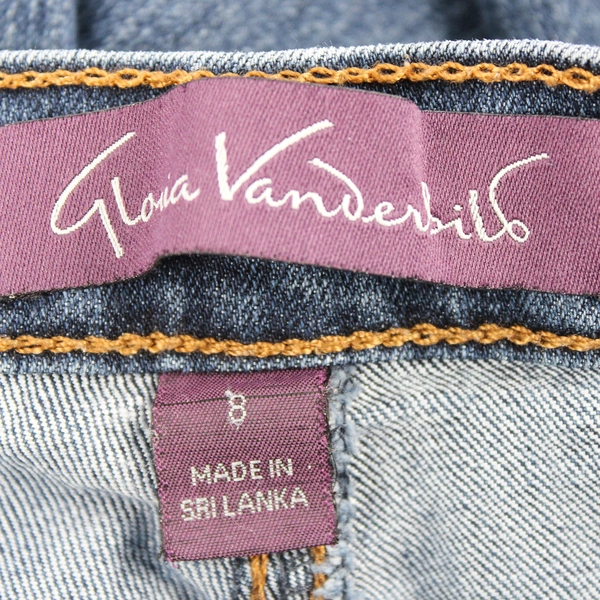 Gloria Vanderbilt
8
MADE IN
SRI LANKA